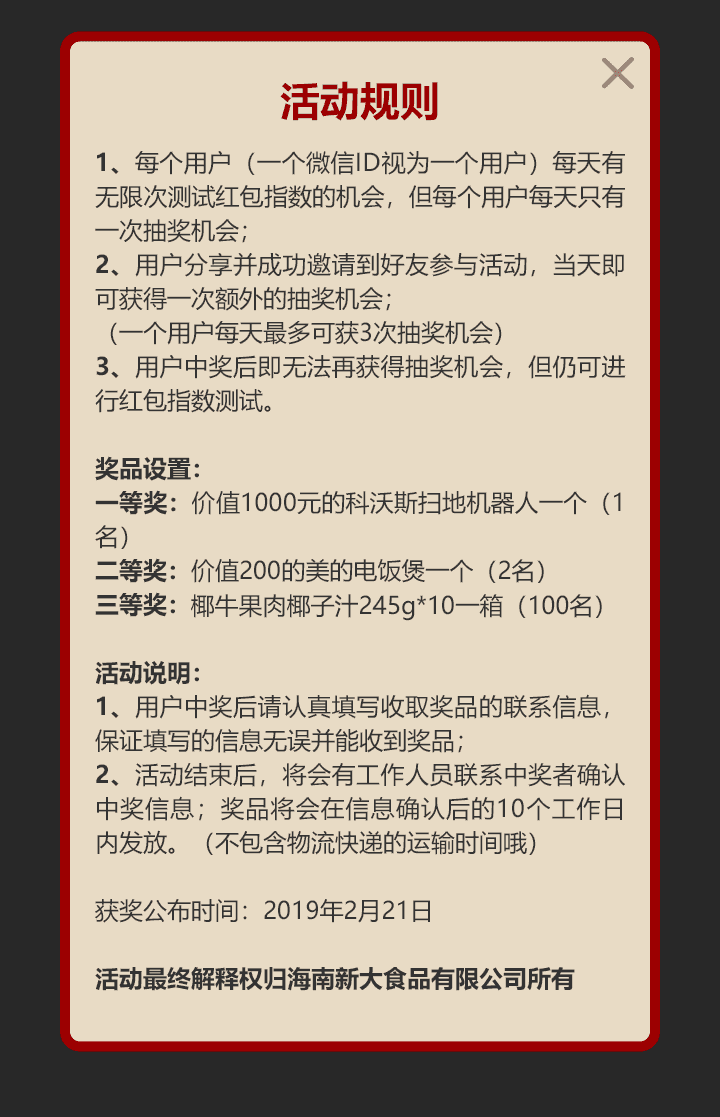 活动规则
1、每个用户（一个微信ID视为一个用户）每天有
无限次测试红包指数的机会，但每个用户每天只有
一次抽奖机会；
2、用户分享并成功邀请到好友参与活动，当天即
可获得一次额外的抽奖机会；
（一个用户每天最多可获3次抽奖机会）
3、用户中奖后即无法再获得抽奖机会，但仍可进
行红包指数测试。
奖品设置：
一等奖：价值1000元的科沃斯扫地机器人一个（1
名）
二等奖：价值200的美的电饭煲一个（2名）
三等奖：椰牛果肉椰子汁245g*10一箱（100名）
活动说明：
1、用户中奖后请认真填写收取奖品的联系信息，
保证填写的信息无误并能收到奖品；
2、活动结束后，将会有工作人员联系中奖者确认
中奖信息；奖品将会在信息确认后的10个工作日
内发放。（不包含物流快递的运输时间哦）
获奖公布时间：2019年2月21日
活动最终解释权归海南新大食品有限公司所有